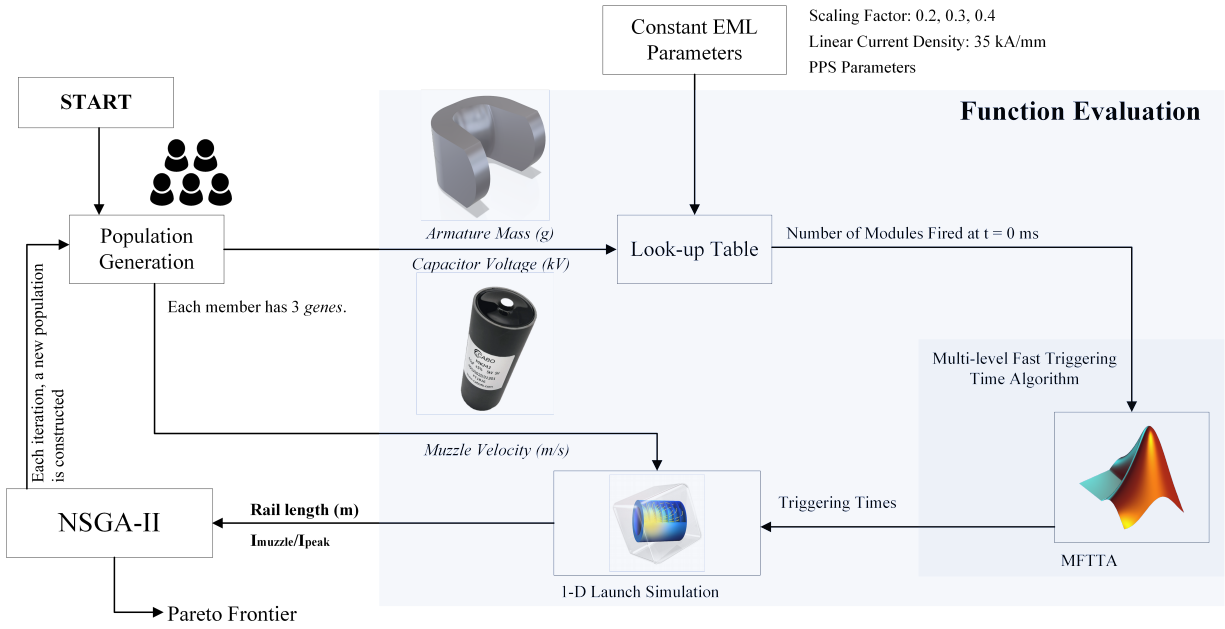 Constant EML
Parameters
Scaling Factor: 0.2, 0.3, 0.4
Linear Current Density: 35 kA/mm
PPS Parameters
START
Function Evaluation
Population
Generation
Armature Mass (g)
Capacitor Voltage (kV)
Look-up Table
Number of Modules Fired at t = 0 ms
Each member has 3 genes.
Each iteration, a new population
is constructed
CABO
Multi-level Fast Triggering
Time Algorithm
Muzzle Velocity (m/s)
NSGA-II
Rail length (m)
Imuzzle/Ipeak
Triggering Times
MFTTA
1-D Launch Simulation
Pareto Frontier